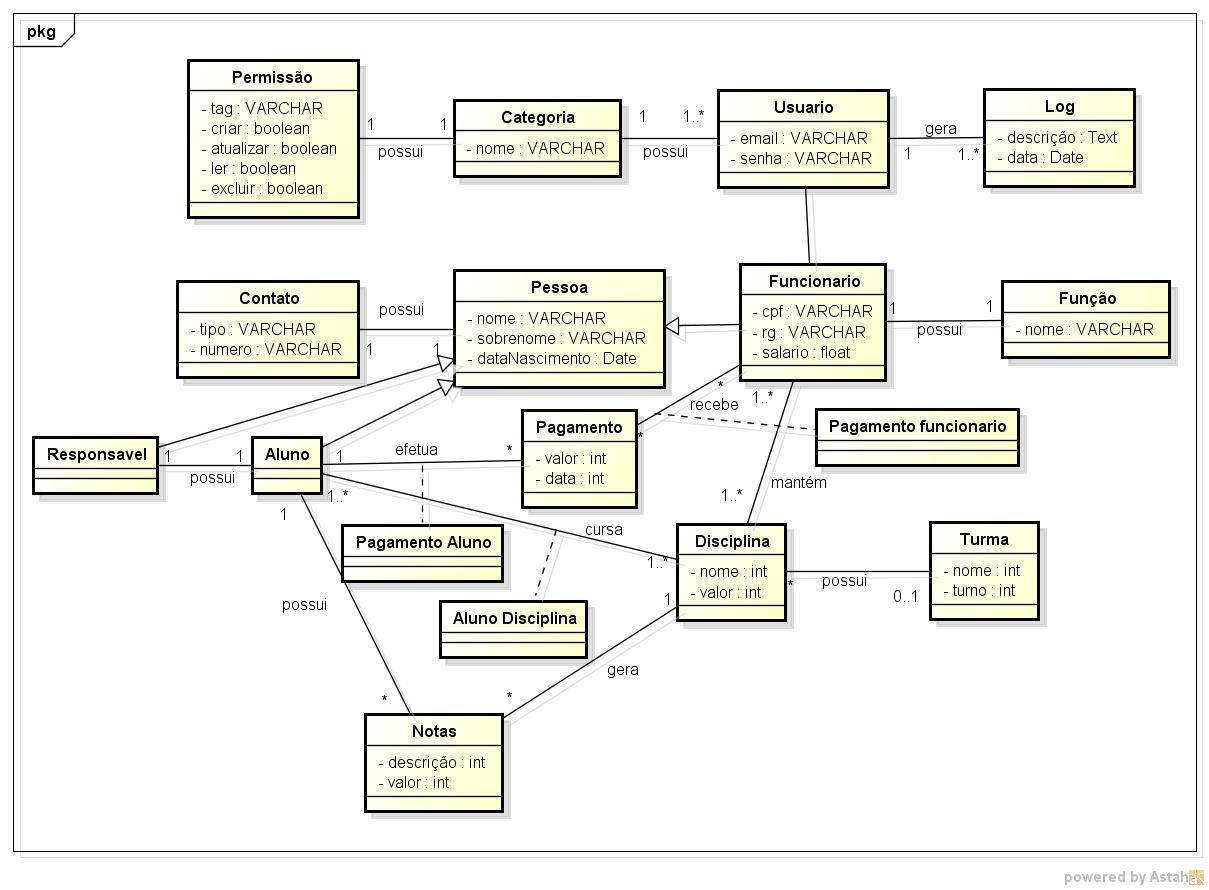 pkg
Permissão
- tag : VARCHAR
- criar : boolean
- atualizar : boolean
- ler : boolean
- excluir : boolean
1
possui
1
Categoria
- nome : VARCHAR
1
possui
1..*
Usuario
- email : VARCHAR
- senha : VARCHAR
gera
1
1..*
Log
- descrição : Text
- data : Date
Contato
- tipo : VARCHAR
- numero : VARCHAR
possui
1
1
Pessoa
- nome : VARCHAR
- sobrenome : VARCHAR
- dataNascimento : Date
Funcionario
- cpf : VARCHAR
- rg : VARCHAR
- salario : float
1
possui
1
Função
- nome : VARCHAR
Responsavel
1
possui
1
Aluno
1
efetua
*
Pagamento
- valor : int
- data : int
*
recebe
*
Pagamento funcionario
1..*
mantém
1..*
Pagamento Aluno
1..*
cursa
1..*
Aluno Disciplina
Disciplina
- nome : int
- valor : int
*
possui
0..1
Turma
- nome : int
- turno : int
1
possui
*
1
gera
*
Notas
- descrição : int
- valor : int
powered by Astah